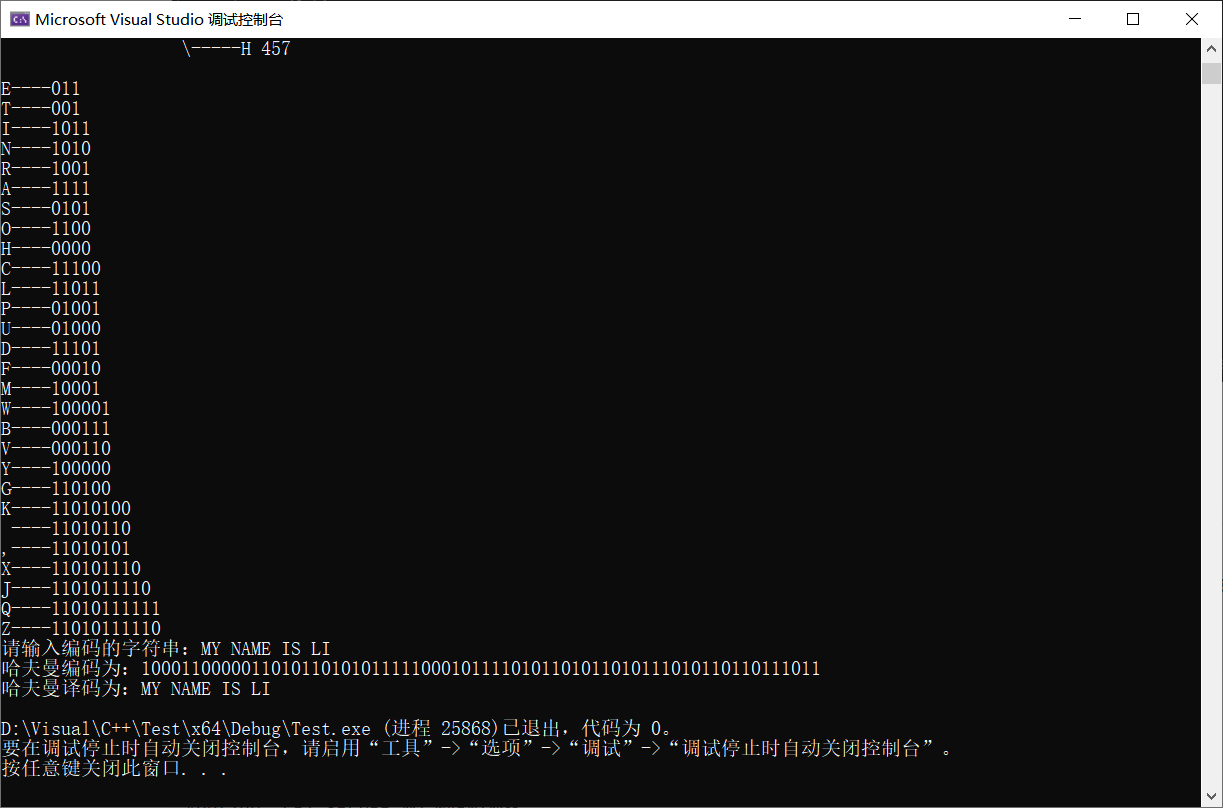 Microsoft Visual Studio 调试控制台
\-----H 457
E----011
T----001
I----1011
N----1010
R----1001
A----1111
S----0101
O----1100
H----0000
C----11100
L----11011
P----01001
U----01000
D----11101
F----00010
M----10001
W----100001
B----000111
V----000110
Y----100000
G----110100
K----11010100
 ----11010110
,----11010101
X----110101110
J----1101011110
Q----11010111111
Z----11010111110
请输入编码的字符串：MY NAME IS LI
哈夫曼编码为：10001100000110101101010111110001011110101101011010111010110110111011
哈夫曼译码为：MY NAME IS LI
D:\Visual\C++\Test\x64\Debug\Test.exe (进程 25868)已退出，代码为 0。
要在调试停止时自动关闭控制台，请启用“工具”->“选项”->“调试”->“调试停止时自动关闭控制台”。
按任意键关闭此窗口. . .